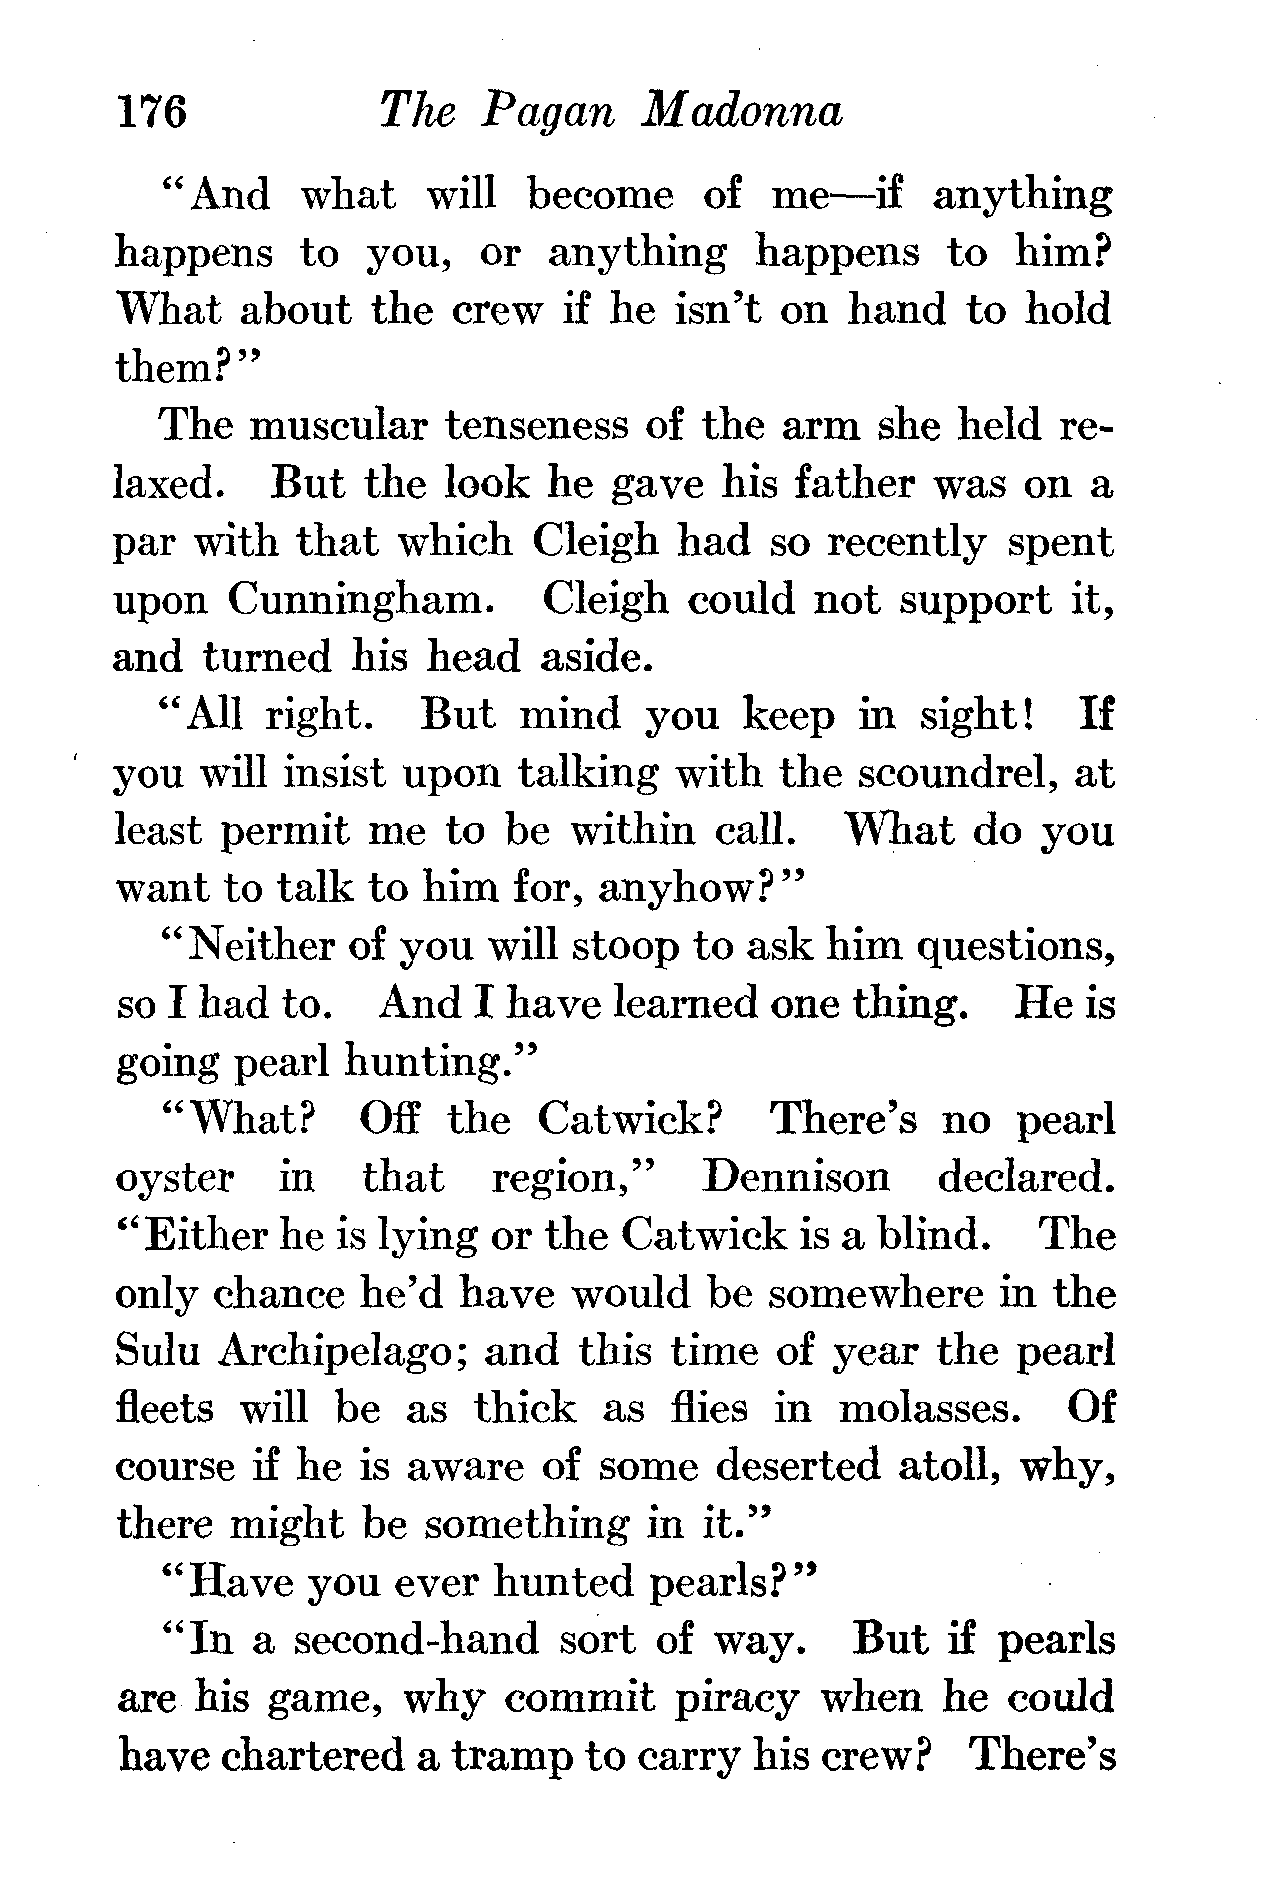 176 The Pagan Madonna
“And what will become of me—if anything
happens to you, or anything happens to him?
What about the crew if he isn’t on hand to hold
them?”
The muscular tenseness of the arm she held re-
laxed. But the look he gave his father was on a
par with that which Cleigh had so recently spent
upon Cunningham. Cleigh could not support it,
and turned his head aside.
“All right. But mind you keep in sight! If
you will insist upon talking with the scoundrel, at
least permit me to be within call. What do you
want to talk to him for, anyhow?”
“Neither of you will stoop to ask him questions,
so I had to. And I have learned one thing. He is
going pearl hunting.”
“What? Off the Catwick? There’s no pearl
oyster in that region,” Dennison declared.
“Either he is lying or the Catwick is a blind. The
only chance he’d have would be somewhere in the
Sulu Archipelago; and this time of year the pearl
fleets will be as thick as flies in molasses. Of
course if he is aware of some deserted atoll, why,
there might be something in it.”
“Have you ever hunted pearls?”
“In a second-hand sort of way. But if pearls
are his game, why commit piracy when he could
have chartered a tramp to carry his crew? There’s